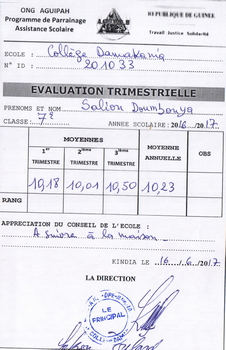 ONG AGUIPAH
Programme de Parrainage
Assistance Scolaire
AGUIPAH
REPUBLIQUE DE GUINEE
Travail Justice Solidarité
ECOLE : Collège Damakania
N° ID : 201033
EVALUATION TRIMESTRIELLE
PRENOMS ET NOM Saliou Doumbouya
CLASSE: 7e ANNEE SCOLAIRE: 2016/2017
MOYENNES
1er TRIMESTRE 2ème TRIMESTRE 3ème TRIMESTRE MOYENNE ANNUELLE OBS
10,18 10,01 10,50 10,23
RANG
APPRECIATION DU CONSEIL DE L'ECOLE :
A suivre à la maison
KINDIA LE 16/6/2017
LA DIRECTION
LE PRINCIPAL